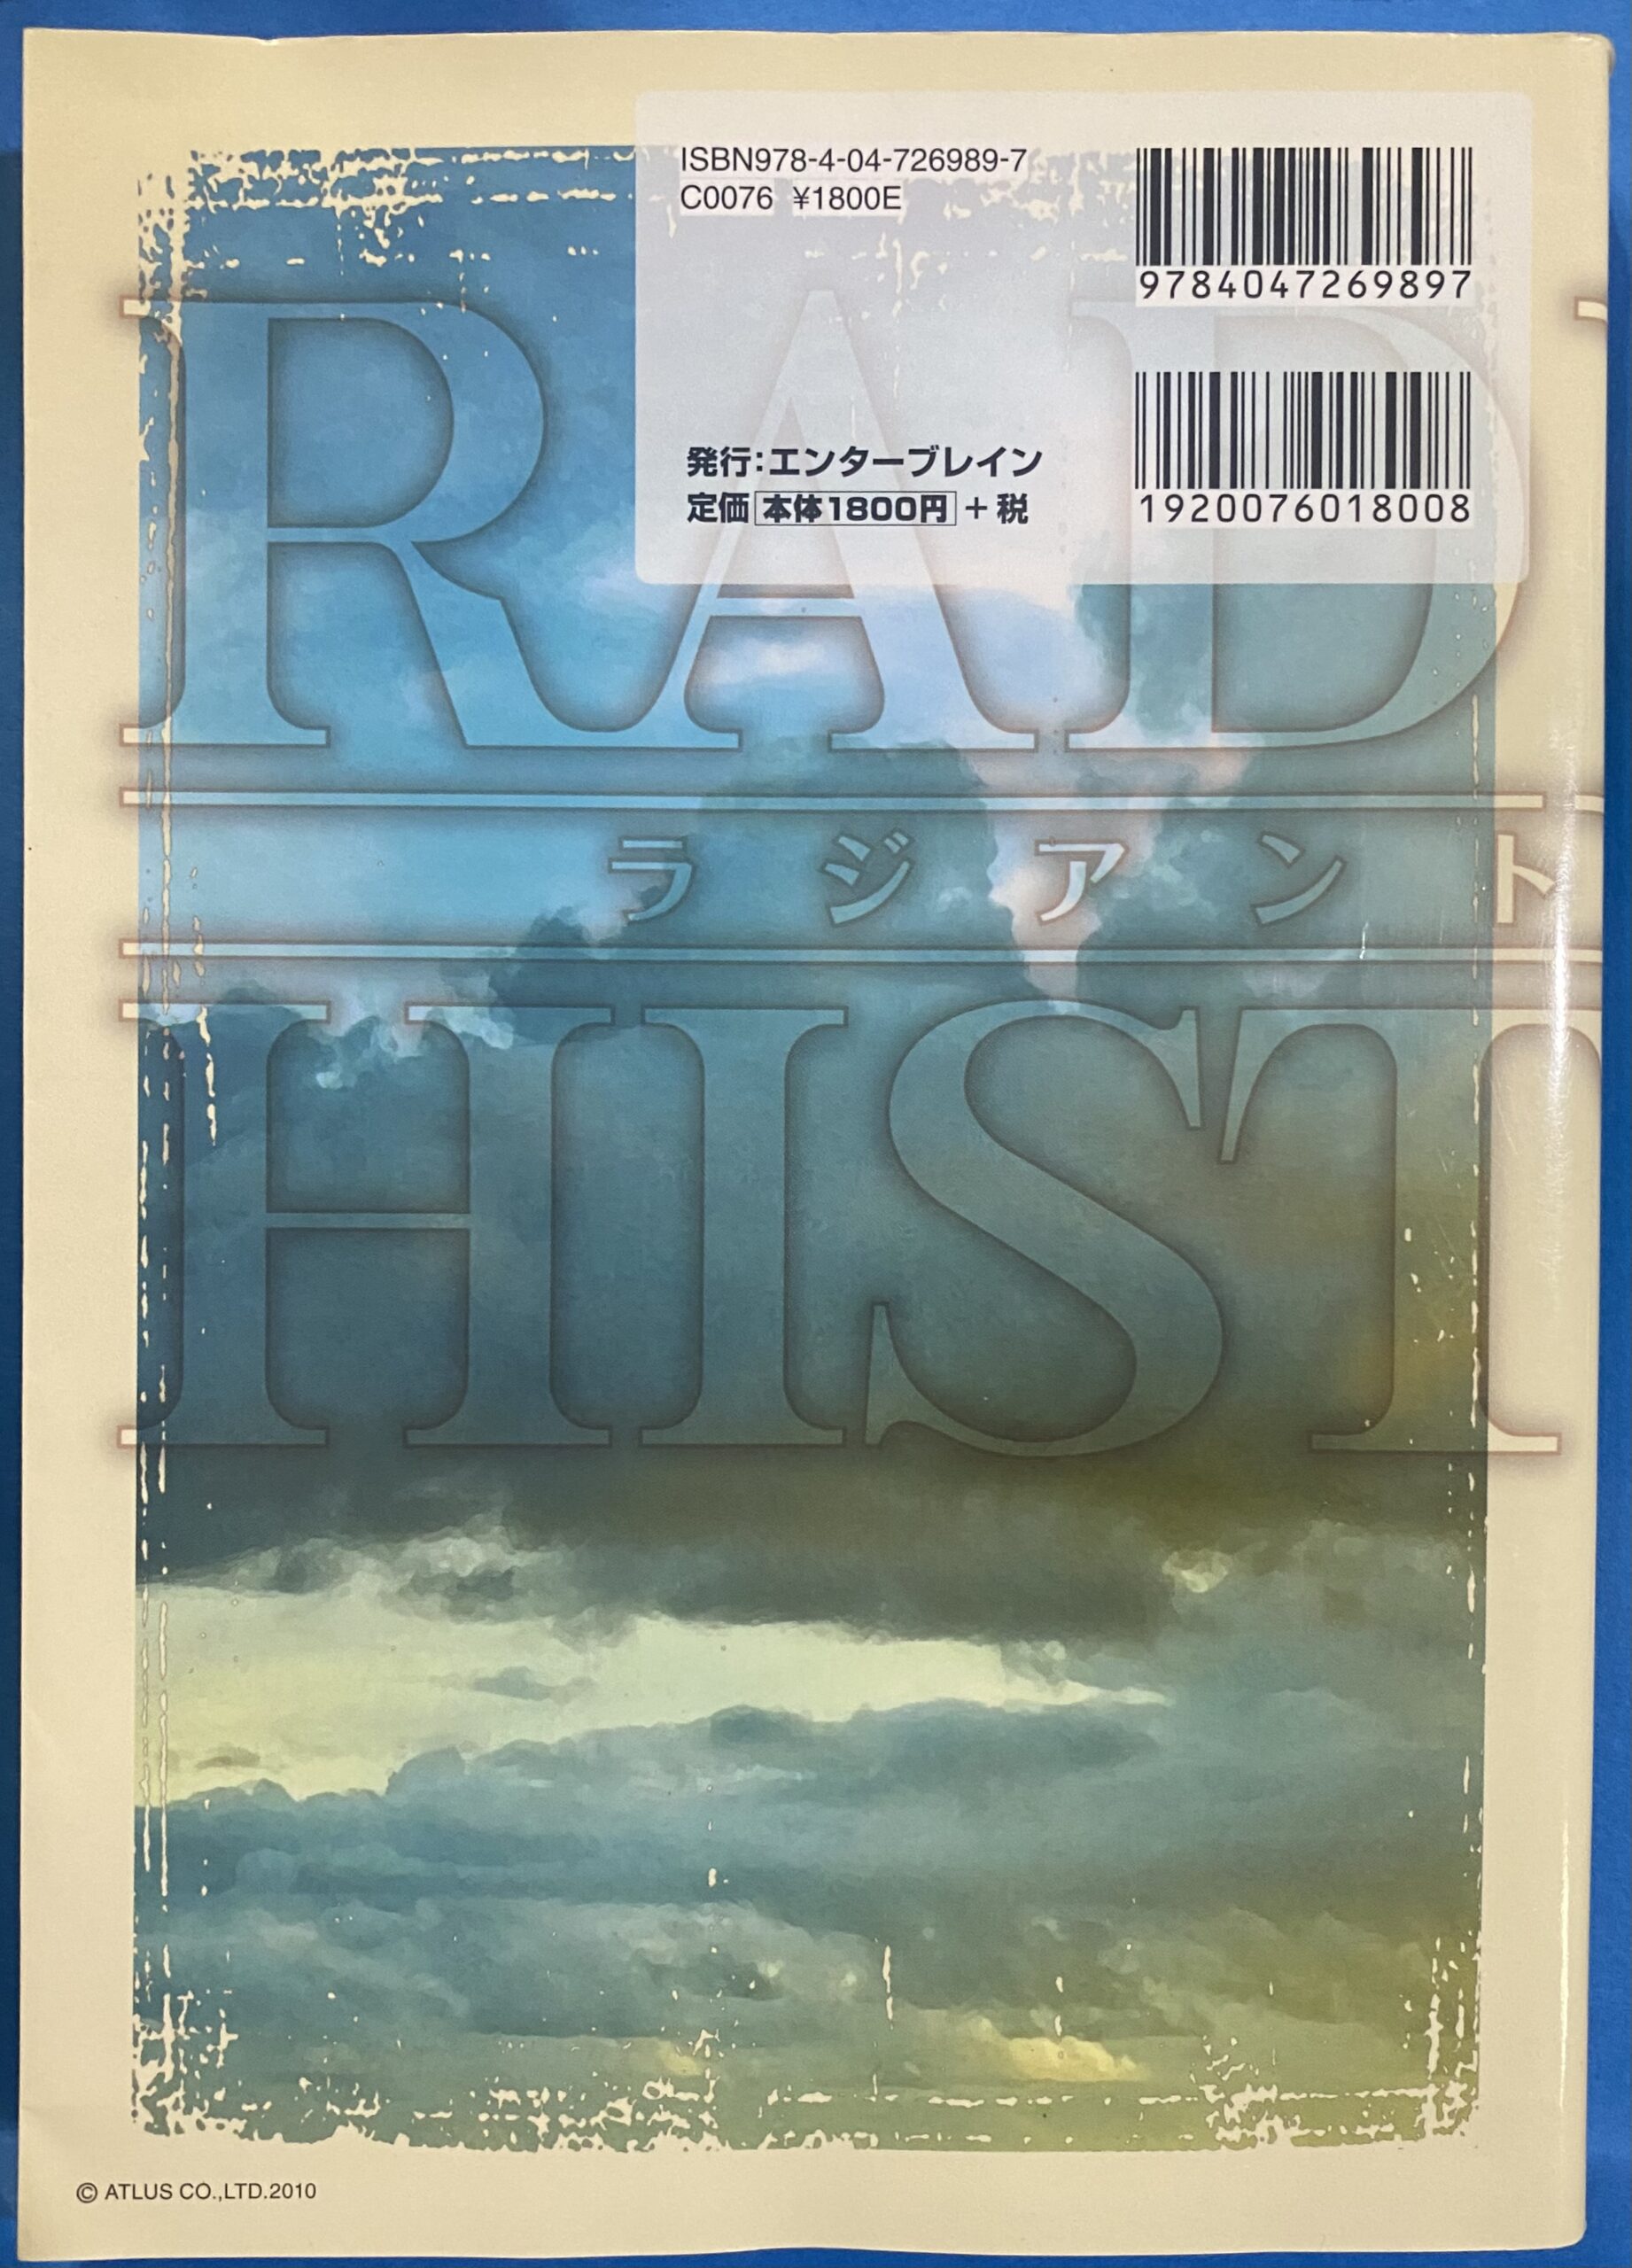 ISBN978-4-04-726989-7
C0076 ¥1800E
9784047269897
発行:エンターブレイン
定価 本体1800円 + 税
1920076018008
RAD
ラジアント
HIST
© ATLUS CO.,LTD.2010